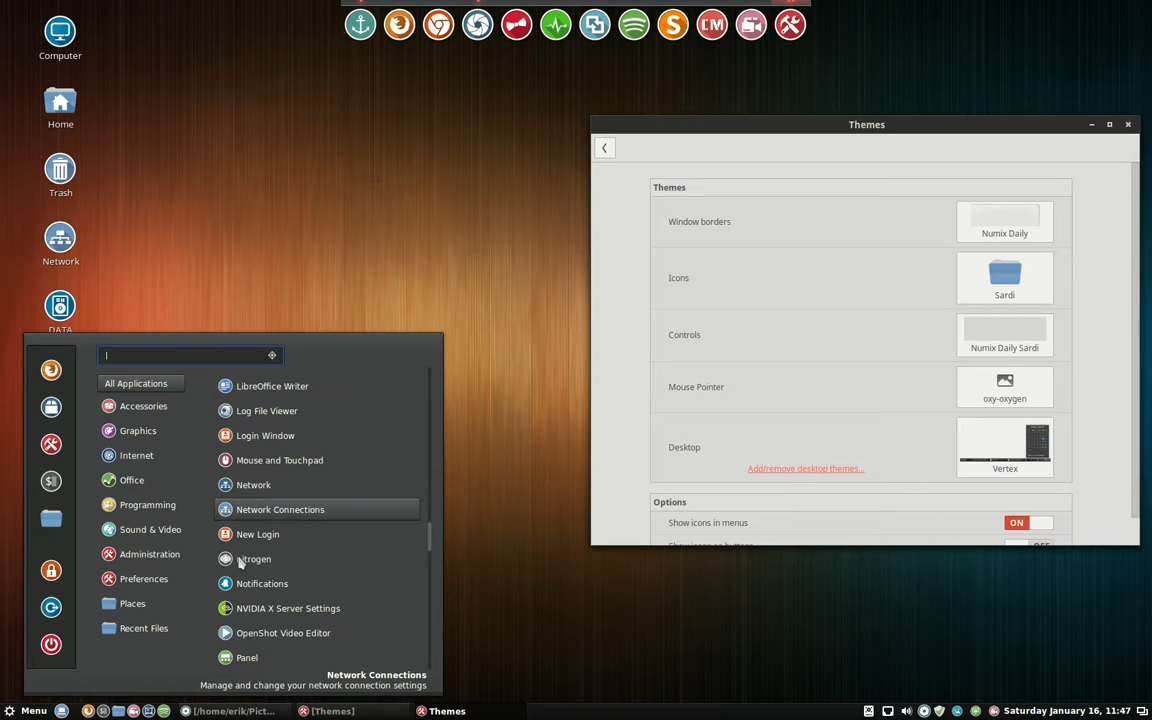 Computer
Home
Trash
Network
DATA
Themes
Themes
Window borders
Numix Daily
Icons
Sardi
Controls
Numix Daily Sardi
Mouse Pointer
oxy-oxygen
Desktop
Add/remove desktop themes...
Vertex
Options
Show icons in menus
ON
All Applications
Accessories
Graphics
Internet
Office
Programming
Sound & Video
Administration
Preferences
Places
Recent Files
LibreOffice Writer
Log File Viewer
Login Window
Mouse and Touchpad
Network
Network Connections
New Login
nitrogen
Notifications
NVIDIA X Server Settings
OpenShot Video Editor
Panel
Network Connections
Manage and change your network connection settings
Menu
[/home/erik/Pict...
[Themes]
Themes
Saturday January 16, 11:47